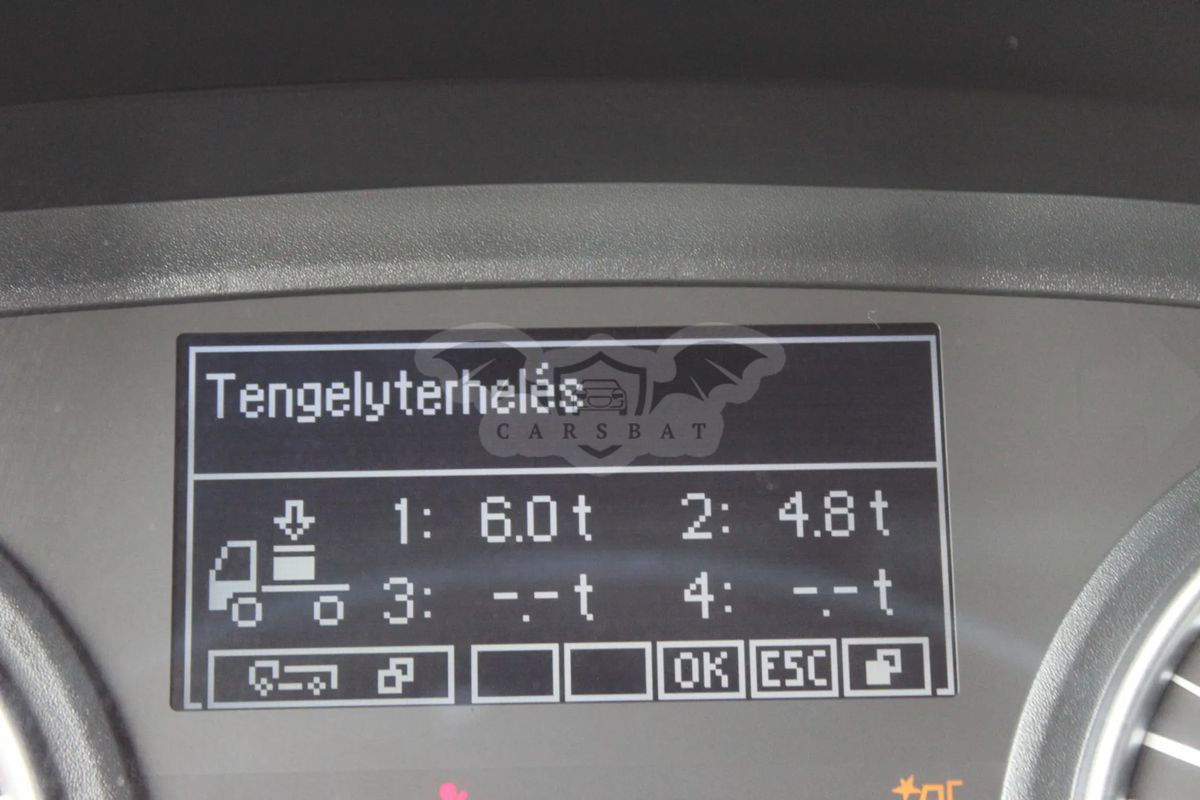 Tengelyterhelés
CARSBAT
1: 6.0 t 2: 4.8 t
3: -.- t 4: -.- t
OK ESC